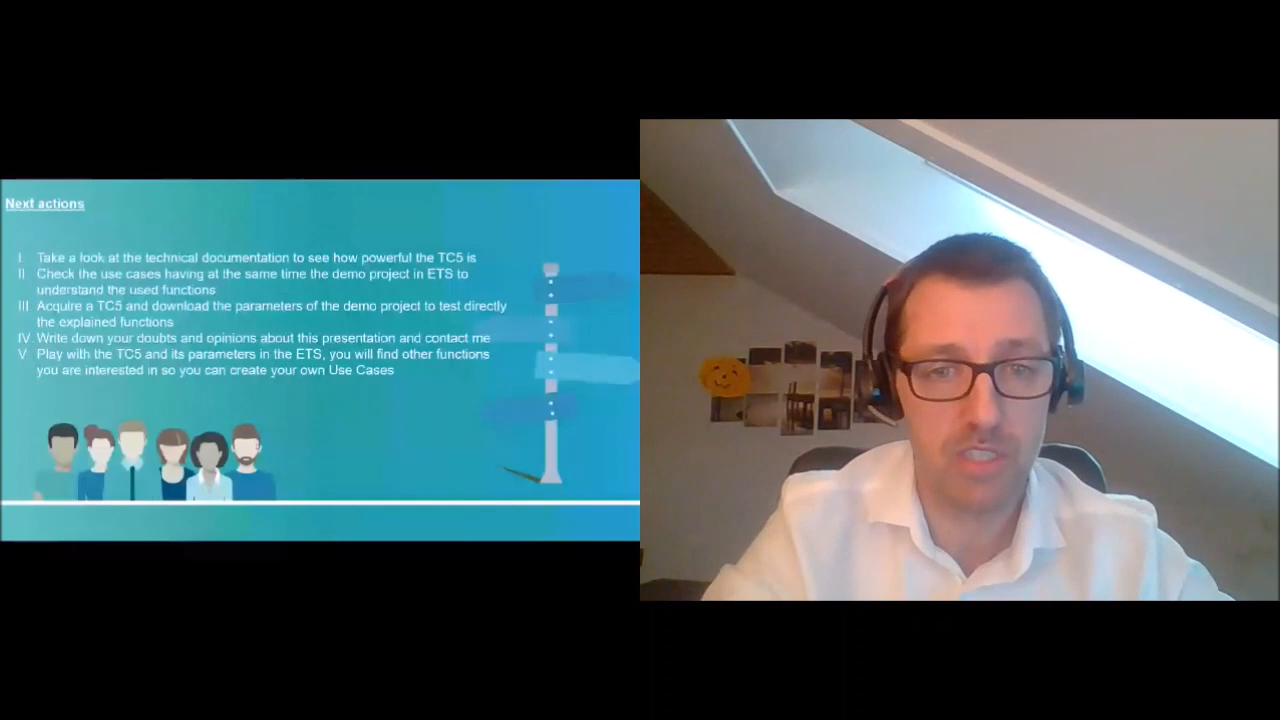 Next actions
I Take a look at the technical documentation to see how powerful the TC5 is
II Check the use cases having at the same time the demo project in ETS to
understand the used functions
III Acquire a TC5 and download the parameters of the demo project to test directly
the explained functions
IV. Write down your doubts and opinions about this presentation and contact me
V Play with the TC5 and its parameters in the ETS, you will find other functions
you are interested in so you can create your own Use Cases